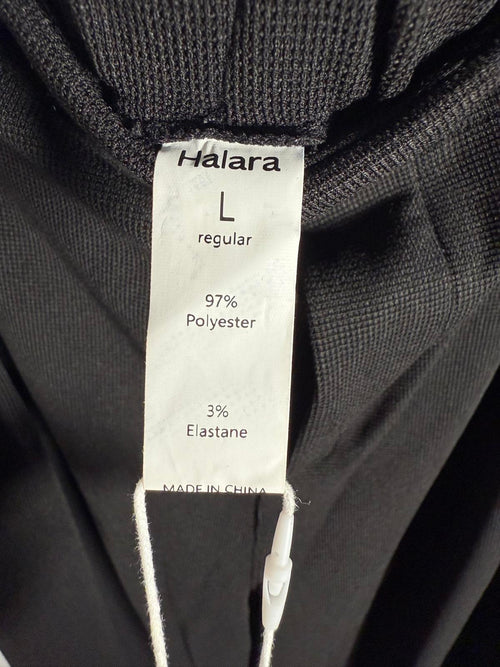 Halara
L
regular
97%
Polyester
3%
Elastane
MADE IN CHINA